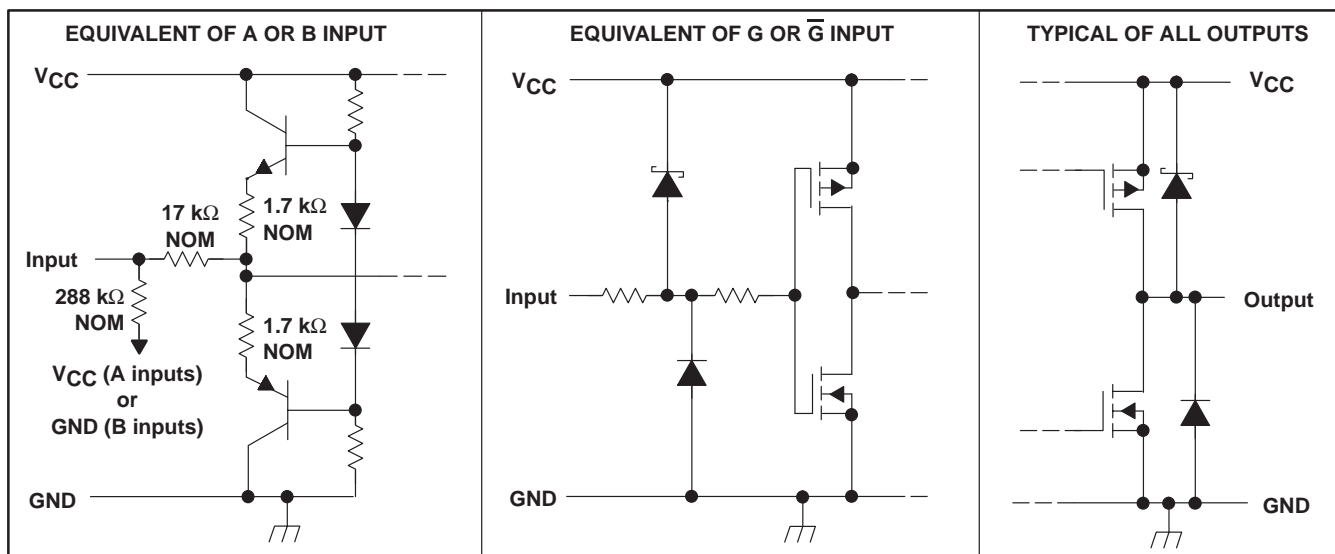 EQUIVALENT OF A OR B INPUT
VCC
17 kΩ
NOM
1.7 kΩ
NOM
Input
288 kΩ
NOM
1.7 kΩ
NOM
VCC (A inputs)
or
GND (B inputs)
GND
EQUIVALENT OF G OR G̅ INPUT
VCC
Input
GND
TYPICAL OF ALL OUTPUTS
VCC
Output
GND